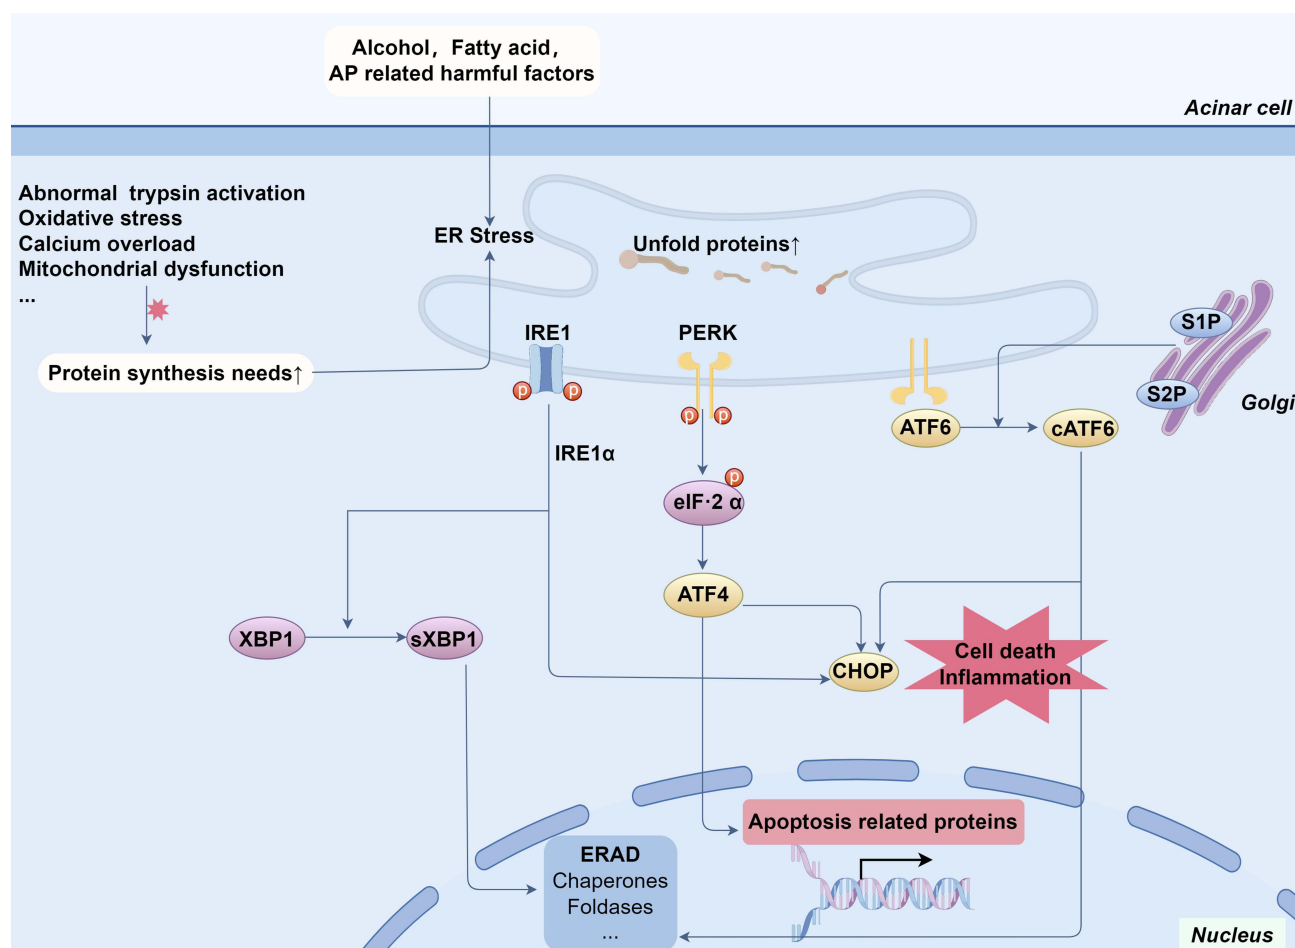 Alcohol, Fatty acid,
AP related harmful factors
Acinar cell
Abnormal trypsin activation
Oxidative stress
Calcium overload
Mitochondrial dysfunction
...
ER Stress
Unfold proteins↑
Protein synthesis needs↑
IRE1
PERK
S1P
S2P
Golgi
p
p
p
p
ATF6
cATF6
IRE1α
p
eIF·2 α
ATF4
XBP1
sXBP1
CHOP
Cell death
Inflammation
Apoptosis related proteins
ERAD
Chaperones
Foldases
...
Nucleus